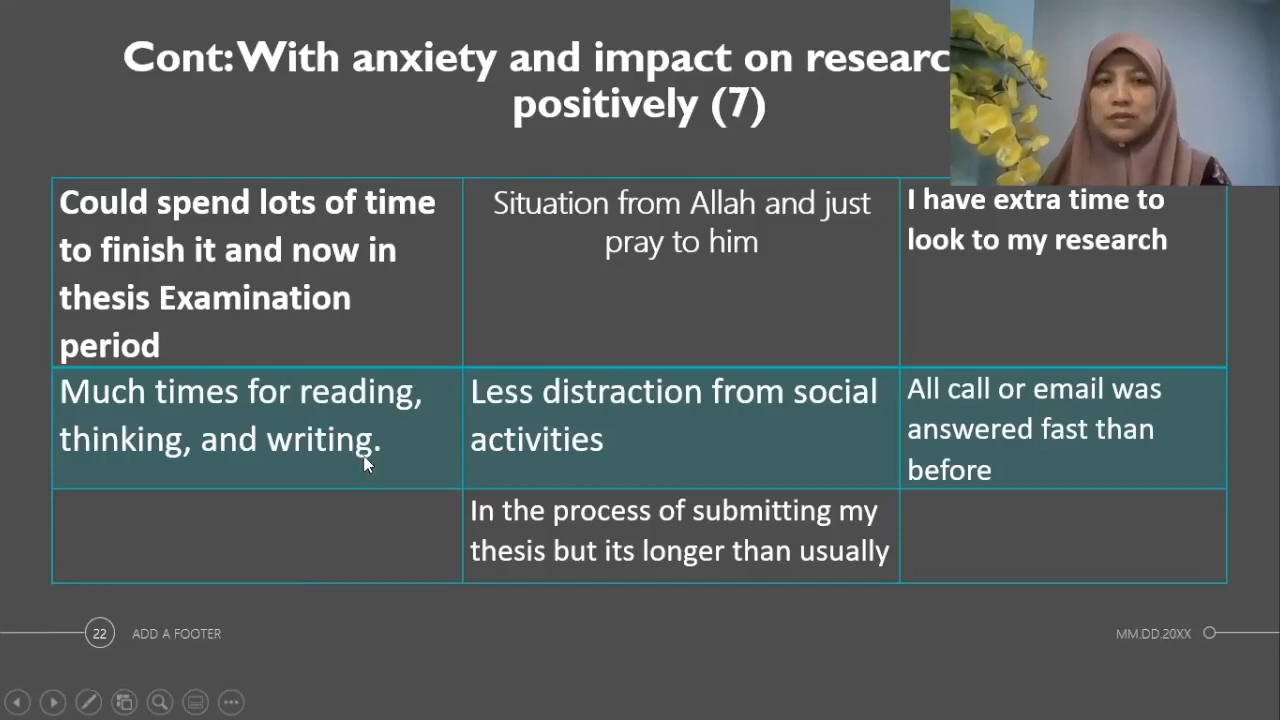 Cont: With anxiety and impact on researc
positively (7)
Could spend lots of time
to finish it and now in
thesis Examination
period
Situation from Allah and just
pray to him
I have extra time to
look to my research
Much times for reading,
thinking, and writing.
Less distraction from social
activities
All call or email was
answered fast than
before
In the process of submitting my
thesis but its longer than usually
22
ADD A FOOTER
MM.DD.20XX